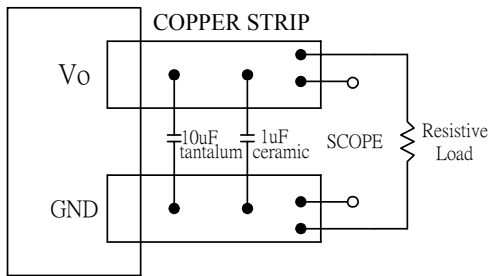 COPPER STRIP
Vo
10uF
tantalum
1uF
ceramic
SCOPE
Resistive
Load
GND